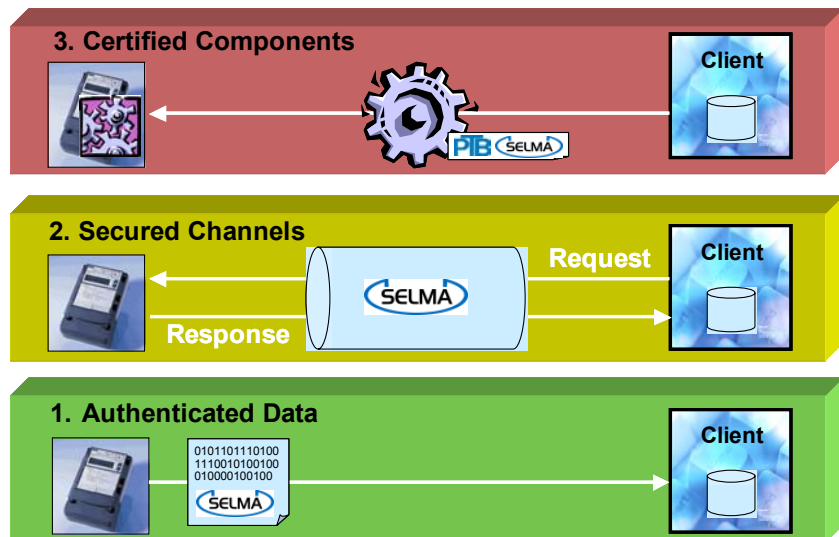 3. Certified Components
Client
PTB SELMA
2. Secured Channels
Client
Request
SELMA
Response
1. Authenticated Data
Client
0101101110100
1110010100100
010000100100
SELMA